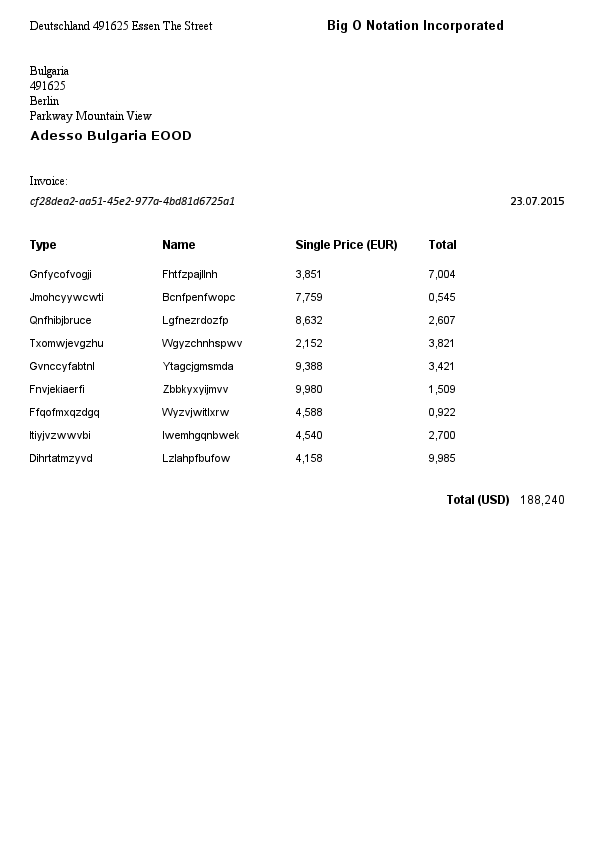 Deutschland 491625 Essen The Street Big O Notation Incorporated
Bulgaria
491625
Berlin
Parkway Mountain View
Adesso Bulgaria EOOD
Invoice:
cf28dea2-aa51-45e2-977a-4bd81d6725a1 23.07.2015
Type Name Single Price (EUR) Total
Gnfycofvogji Fhtfzpajllnh 3,851 7,004
Jmohcyywcwti Bcnfpenfwopc 7,759 0,545
Qnfhibjbruce Lgfnezrdozfp 8,632 2,607
Txomwjevgzhu Wgyzchnhspwv 2,152 3,821
Gvnccyfabtnl Ytagcjgmsmda 9,388 3,421
Fnvjekiaerfi Zbbkyxyijmvv 9,980 1,509
Ffqofmxqzdgq Wyzvjwitlxrw 4,588 0,922
Itiyjvzwwvbi Iwemhgqnbwek 4,540 2,700
Dihrtatmzyvd Lzlahpfbufow 4,158 9,985
Total (USD) 188,240